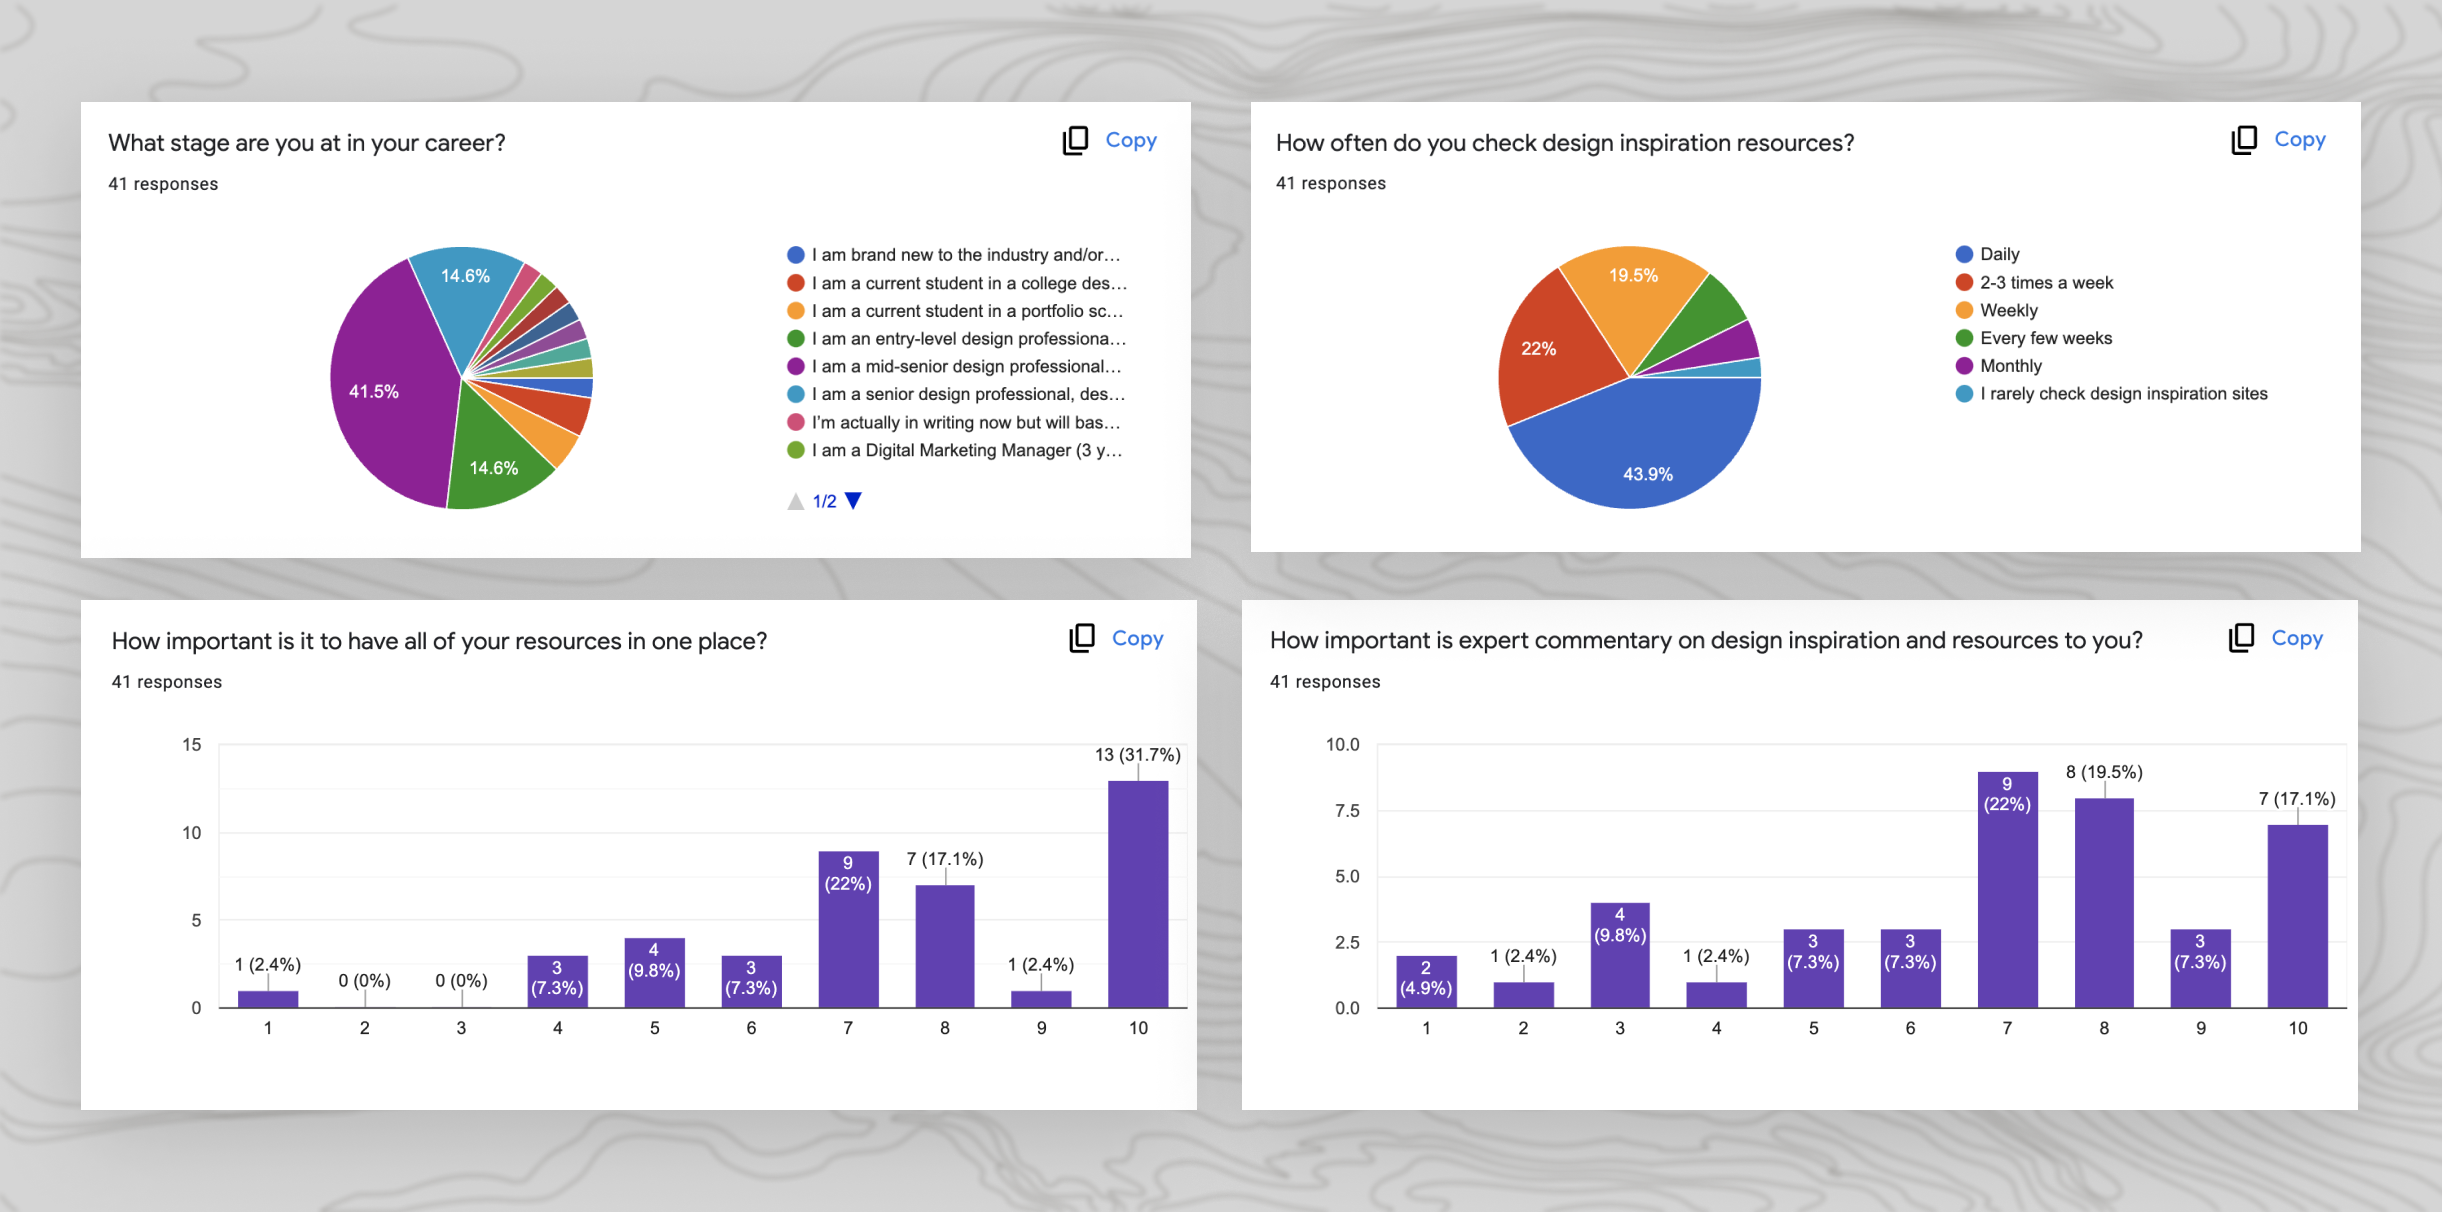 What stage are you at in your career?
Copy
41 responses
14.6%
41.5%
14.6%
I am brand new to the industry and/or...
I am a current student in a college des...
I am a current student in a portfolio sc...
I am an entry-level design professiona...
I am a mid-senior design professional...
I am a senior design professional, des...
I'm actually in writing now but will bas...
I am a Digital Marketing Manager (3 y...
1/2
How often do you check design inspiration resources?
Copy
41 responses
19.5%
22%
43.9%
Daily
2-3 times a week
Weekly
Every few weeks
Monthly
I rarely check design inspiration sites
How important is it to have all of your resources in one place?
Copy
41 responses
15
10
5
0
1 (2.4%)
0 (0%)
0 (0%)
3
(7.3%)
4
(9.8%)
3
(7.3%)
9
(22%)
7 (17.1%)
1 (2.4%)
13 (31.7%)
1 2 3 4 5 6 7 8 9 10
How important is expert commentary on design inspiration and resources to you?
Copy
41 responses
10.0
7.5
5.0
2.5
0.0
2
(4.9%)
1 (2.4%)
4
(9.8%)
1 (2.4%)
3
(7.3%)
3
(7.3%)
9
(22%)
8 (19.5%)
3
(7.3%)
7 (17.1%)
1 2 3 4 5 6 7 8 9 10